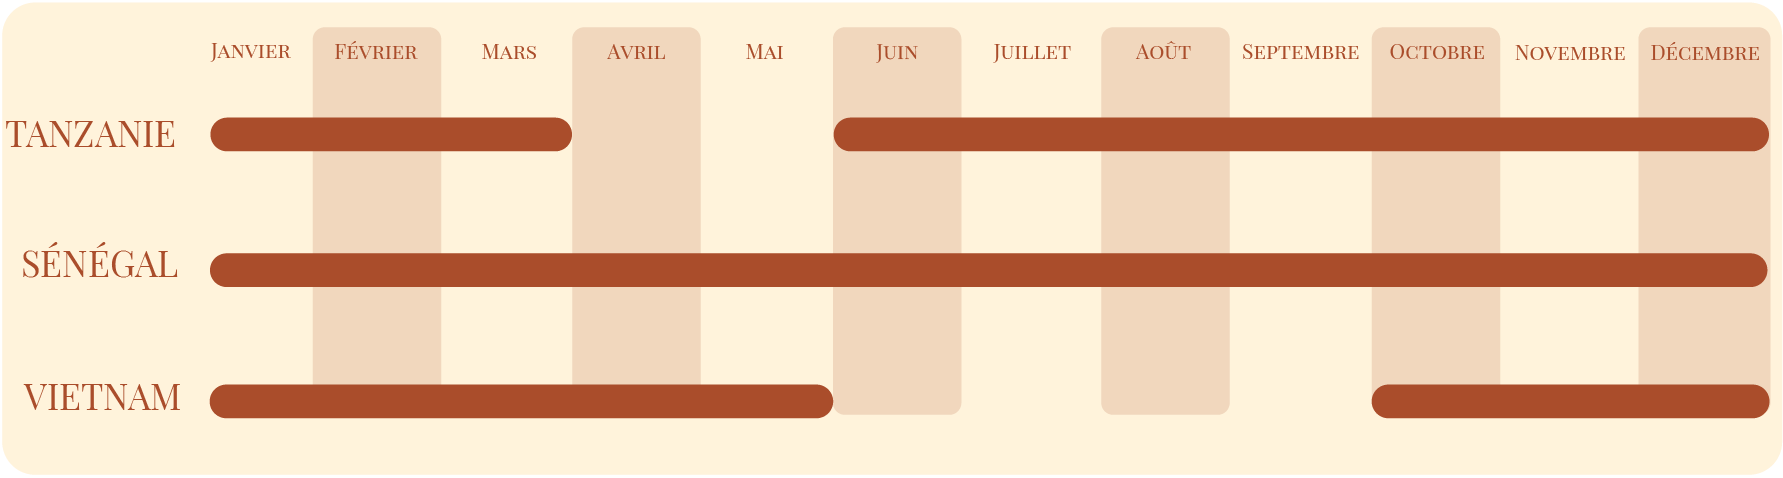 Janvier Février Mars Avril Mai Juin Juillet Août Septembre Octobre Novembre Décembre
TANZANIE
SÉNÉGAL
VIETNAM